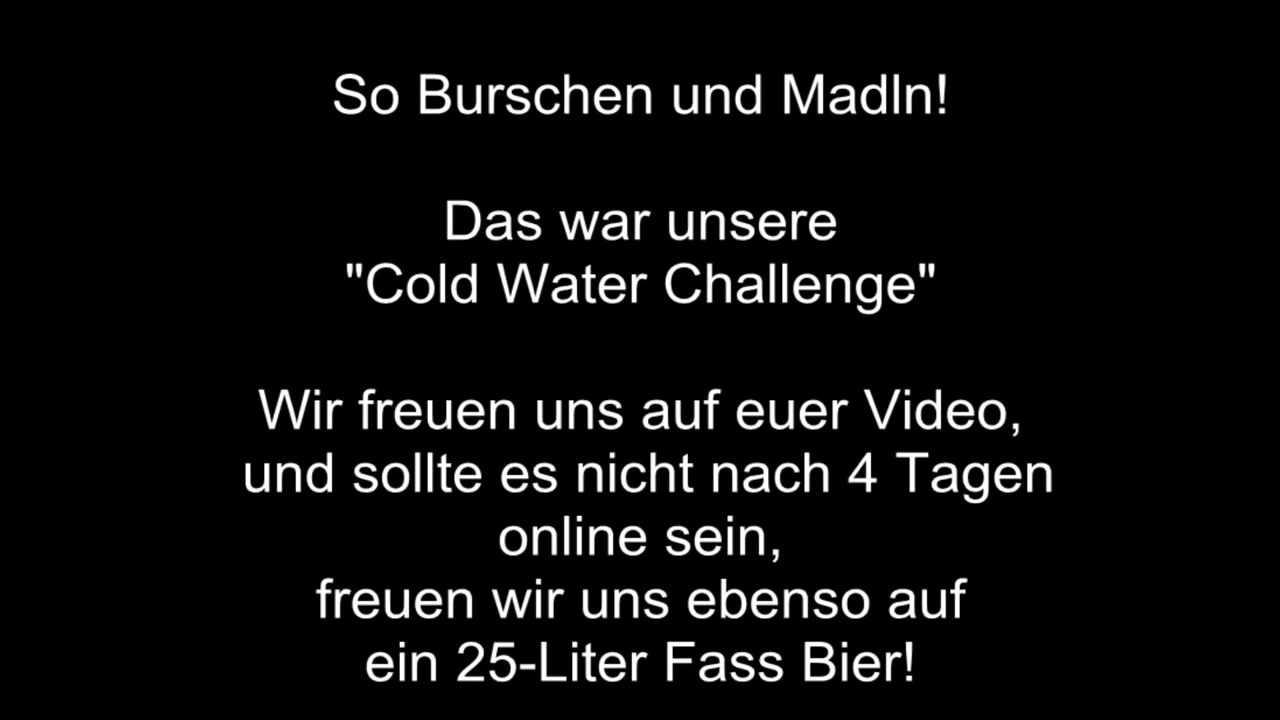 So Burschen und Madln!
Das war unsere
"Cold Water Challenge"
Wir freuen uns auf euer Video,
und sollte es nicht nach 4 Tagen
online sein,
freuen wir uns ebenso auf
ein 25-Liter Fass Bier!